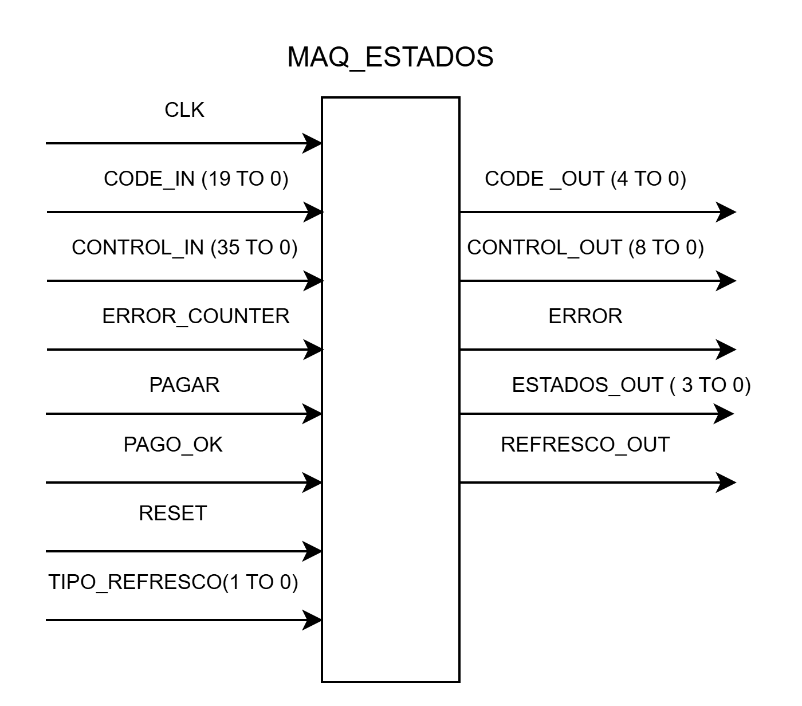 MAQ_ESTADOS
CLK
CODE_IN (19 TO 0)
CODE _OUT (4 TO 0)
CONTROL_IN (35 TO 0)
CONTROL_OUT (8 TO 0)
ERROR_COUNTER
ERROR
PAGAR
ESTADOS_OUT ( 3 TO 0)
PAGO_OK
REFRESCO_OUT
RESET
TIPO_REFRESCO(1 TO 0)